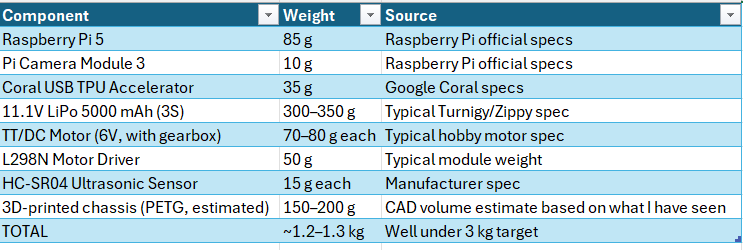 Component Weight Source
Raspberry Pi 5 85 g Raspberry Pi official specs
Pi Camera Module 3 10 g Raspberry Pi official specs
Coral USB TPU Accelerator 35 g Google Coral specs
11.1V LiPo 5000 mAh (3S) 300–350 g Typical Turnigy/Zippy spec
TT/DC Motor (6V, with gearbox) 70–80 g each Typical hobby motor spec
L298N Motor Driver 50 g Typical module weight
HC-SR04 Ultrasonic Sensor 15 g each Manufacturer spec
3D-printed chassis (PETG, estimated) 150–200 g CAD volume estimate based on what I have seen
TOTAL ~1.2–1.3 kg Well under 3 kg target